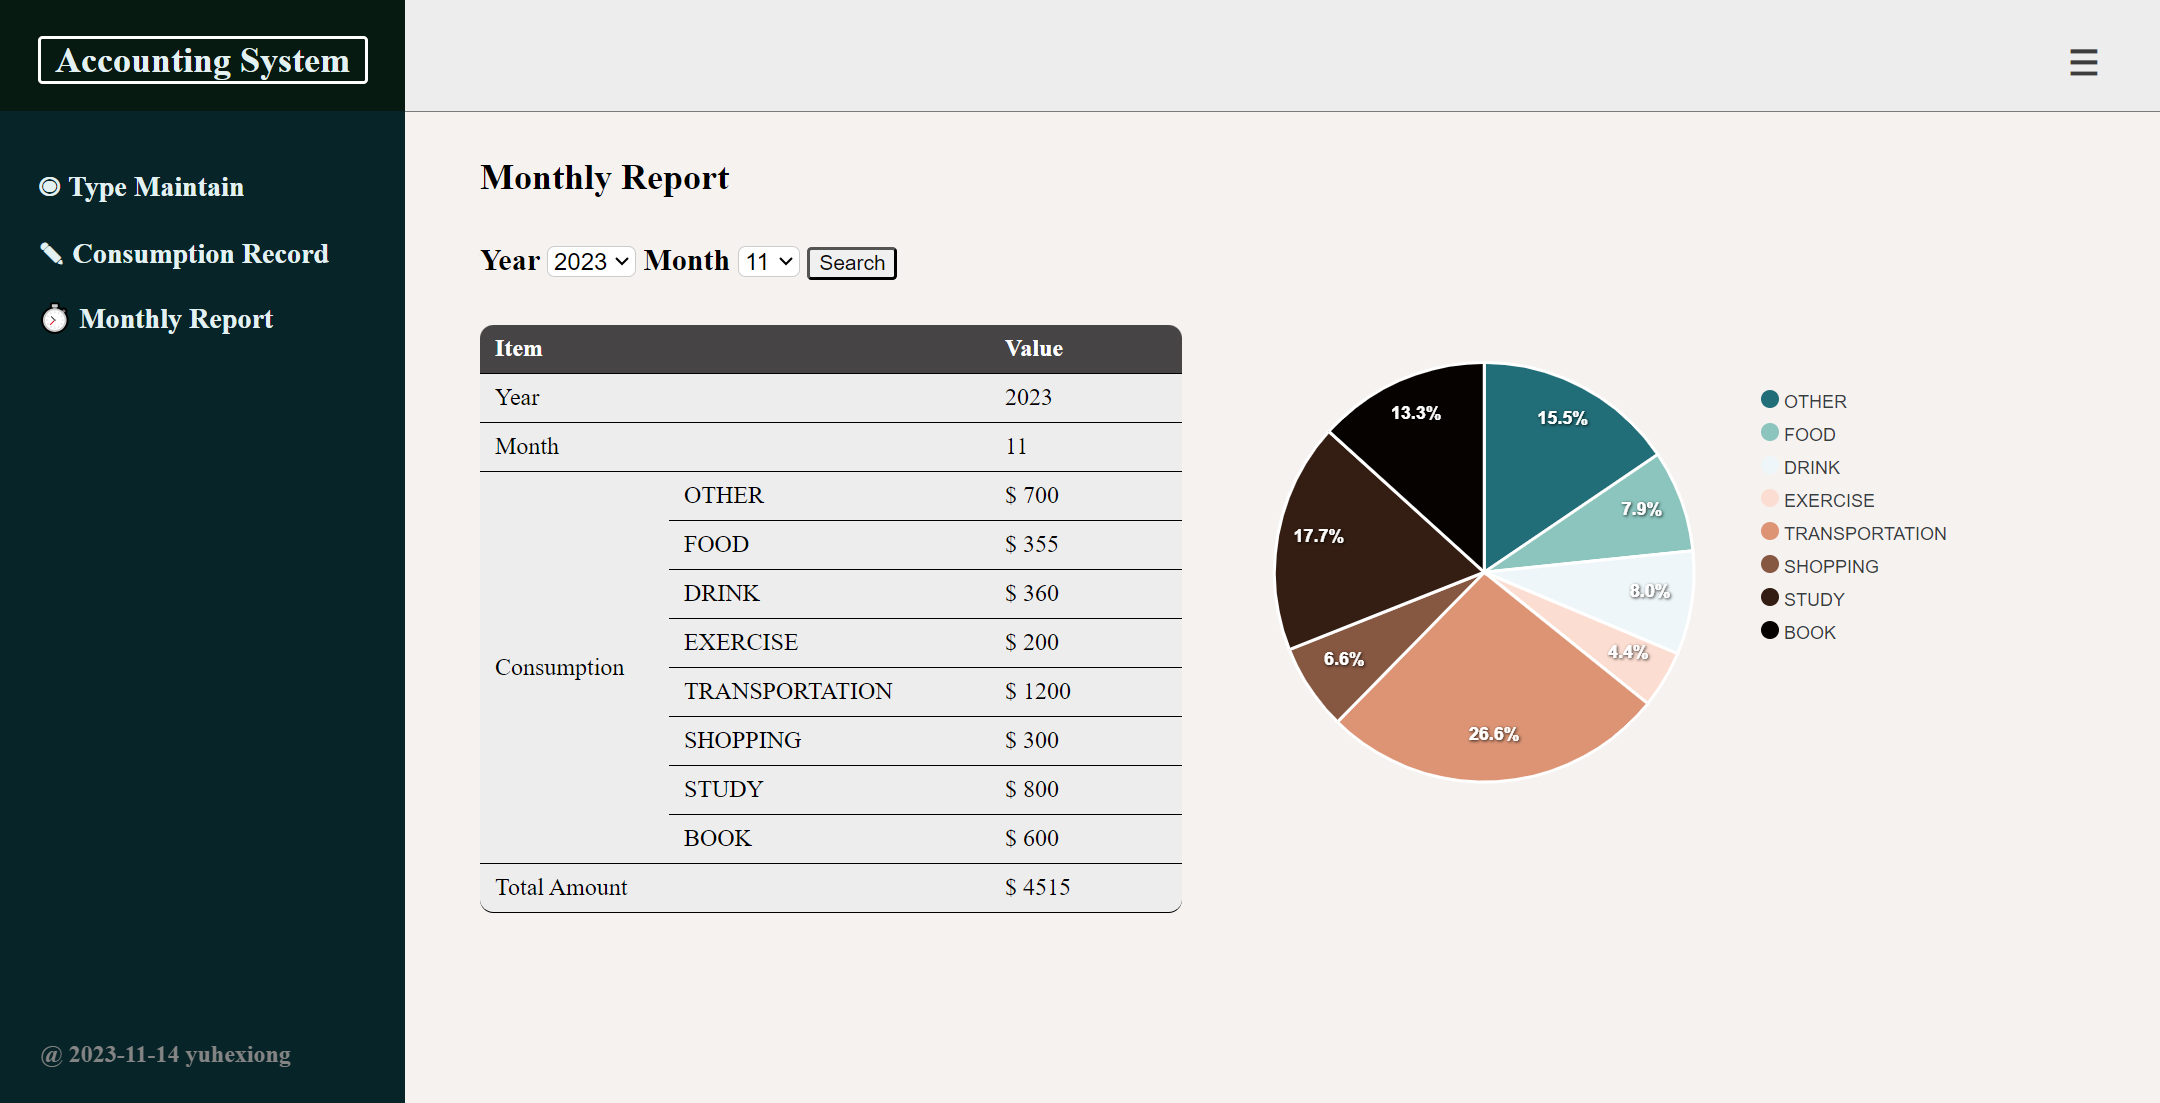 Accounting System
Type Maintain
Consumption Record
Monthly Report
@ 2023-11-14 yuhexiong
Monthly Report
Year 2023 Month 11 Search
Item Value
Year 2023
Month 11
Consumption
OTHER $ 700
FOOD $ 355
DRINK $ 360
EXERCISE $ 200
TRANSPORTATION $ 1200
SHOPPING $ 300
STUDY $ 800
BOOK $ 600
Total Amount $ 4515
13.3%
15.5%
7.9%
17.7%
8.0%
4.4%
6.6%
26.6%
OTHER
FOOD
DRINK
EXERCISE
TRANSPORTATION
SHOPPING
STUDY
BOOK